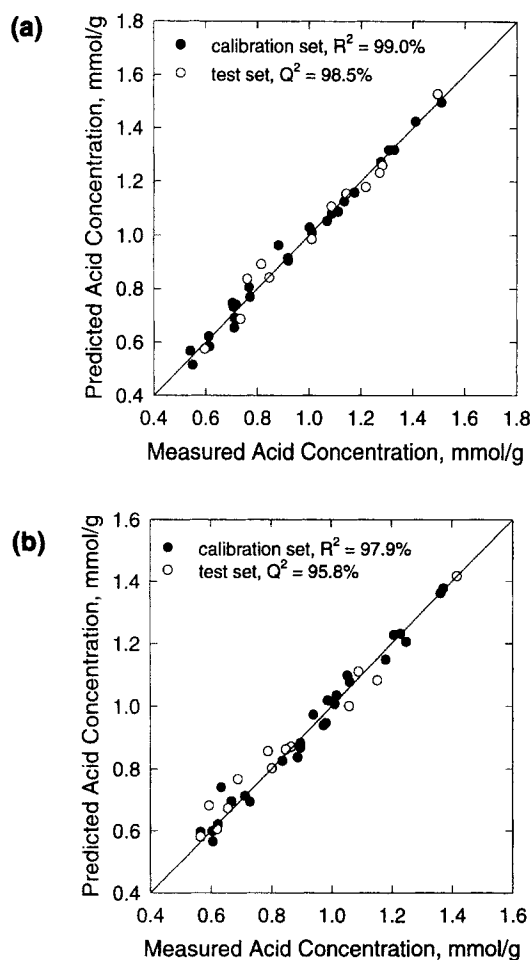 (a)
calibration set, R² = 99.0%
test set, Q² = 98.5%
Predicted Acid Concentration, mmol/g
1.8
1.6
1.4
1.2
1.0
0.8
0.6
0.4
0.4 0.6 0.8 1.0 1.2 1.4 1.6 1.8
Measured Acid Concentration, mmol/g
(b)
calibration set, R² = 97.9%
test set, Q² = 95.8%
Predicted Acid Concentration, mmol/g
1.6
1.4
1.2
1.0
0.8
0.6
0.4
0.4 0.6 0.8 1.0 1.2 1.4 1.6
Measured Acid Concentration, mmol/g